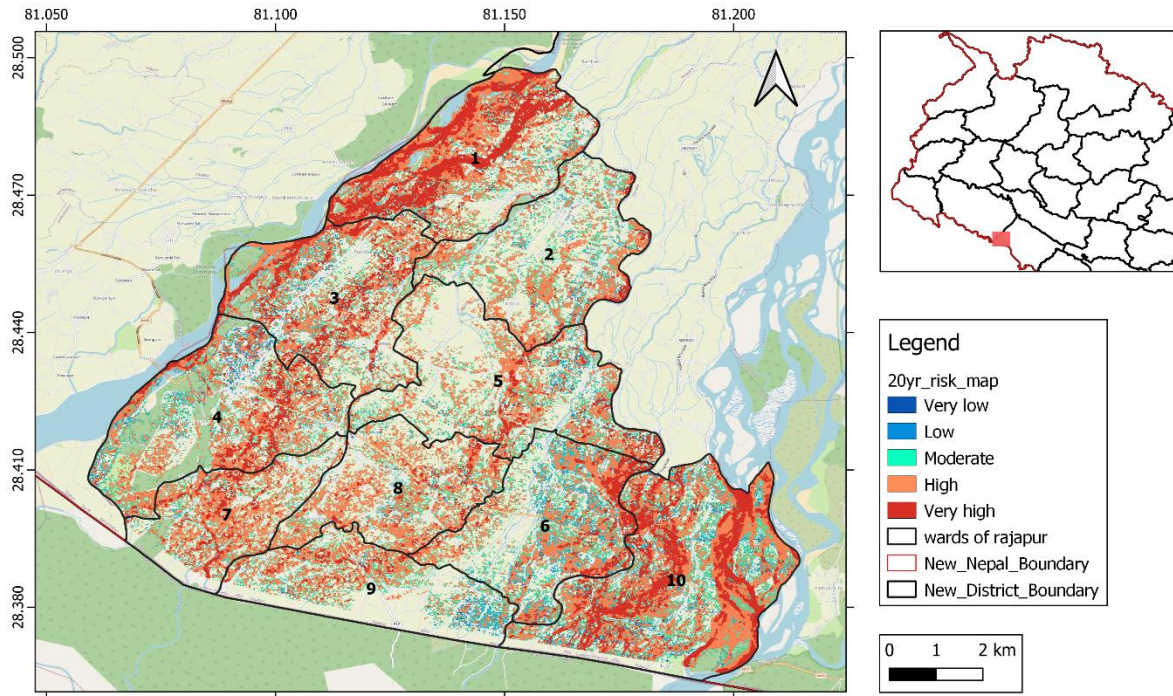 81.050 81.100 81.150 81.200
28.500
28.470
28.440
28.410
28.380
1
2
3
4
5
6
7
8
9
10
Legend
20yr_risk_map
Very low
Low
Moderate
High
Very high
wards of rajapur
New_Nepal_Boundary
New_District_Boundary
0 1 2 km